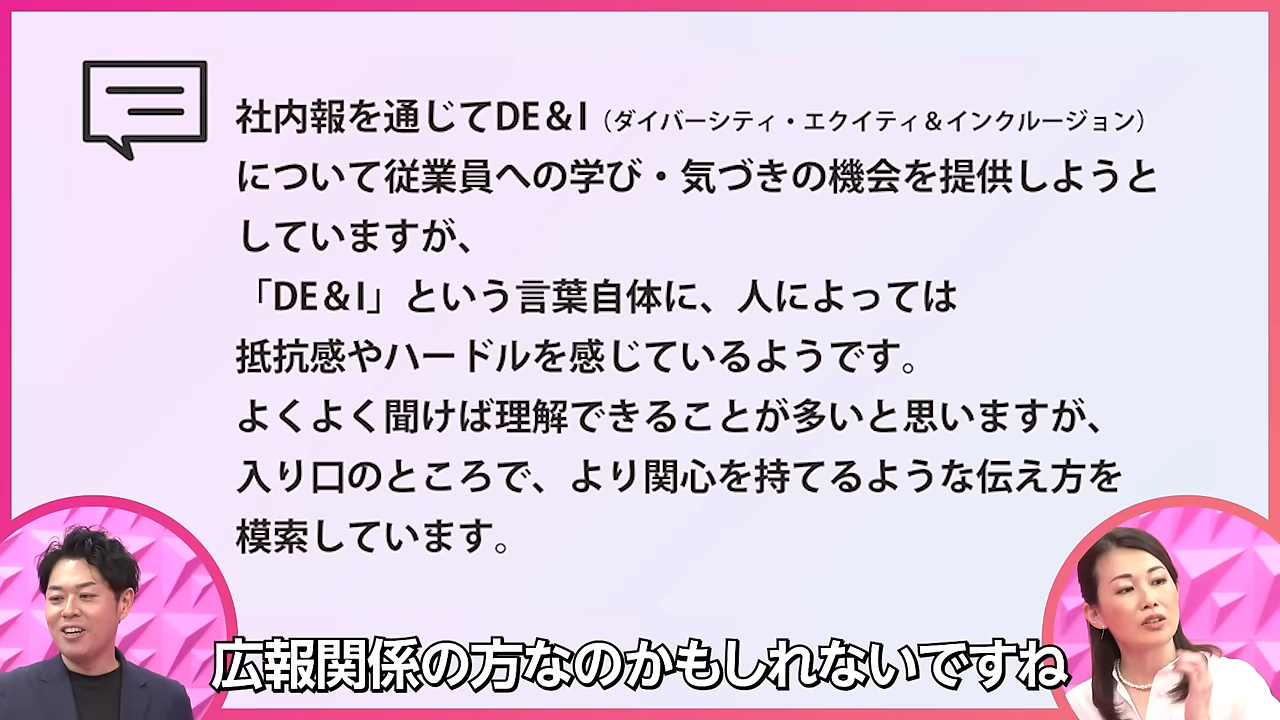 社内報を通じてDE&I（ダイバーシティ・エクイティ&インクルージョン）
について従業員への学び・気づきの機会を提供しようと
していますが、
「DE&I」という言葉自体に、人によっては
抵抗感やハードルを感じているようです。
よくよく聞けば理解できることが多いと思いますが、
入り口のところで、より関心を持てるような伝え方を
模索しています。
広報関係の方なのかもしれないですね